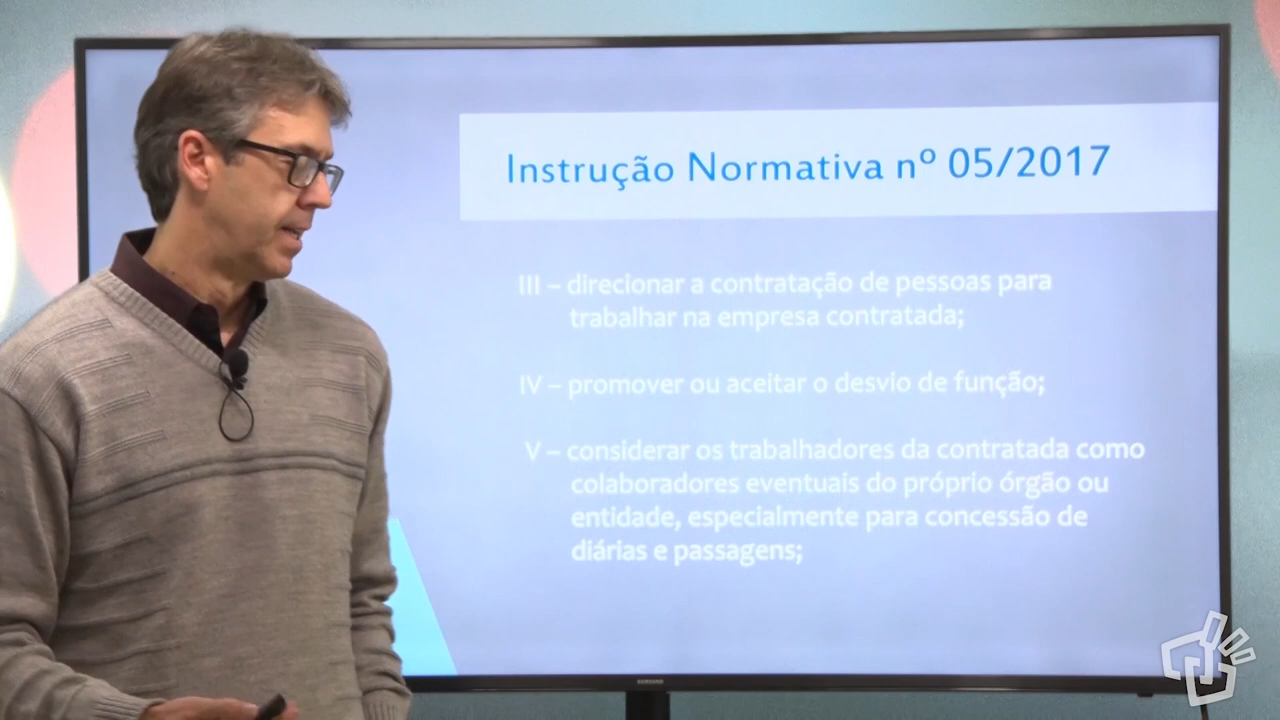 Instrução Normativa nº 05/2017
III – direcionar a contratação de pessoas para
trabalhar na empresa contratada;
IV – promover ou aceitar o desvio de função;
V – considerar os trabalhadores da contratada como
colaboradores eventuais do próprio órgão ou
entidade, especialmente para concessão de
diárias e passagens;
SAMSUNG